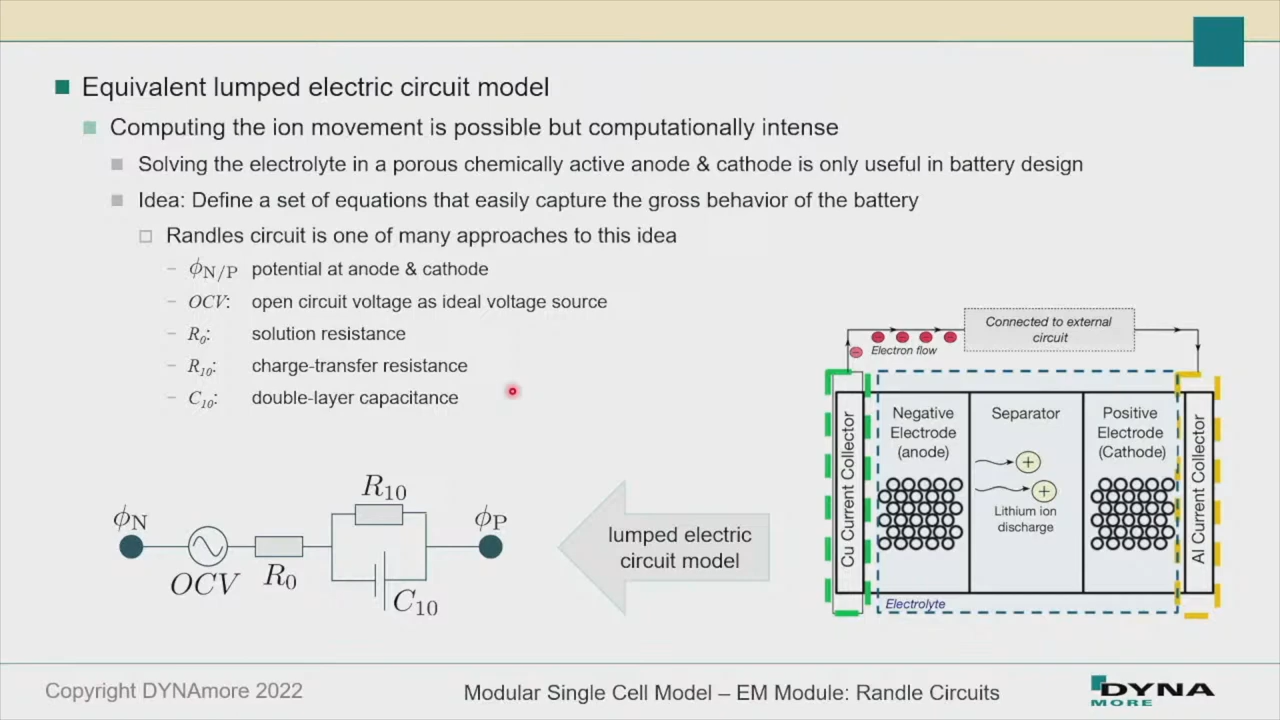 Equivalent lumped electric circuit model
Computing the ion movement is possible but computationally intense
Solving the electrolyte in a porous chemically active anode & cathode is only useful in battery design
Idea: Define a set of equations that easily capture the gross behavior of the battery
Randles circuit is one of many approaches to this idea
– ϕN/P potential at anode & cathode
– OCV: open circuit voltage as ideal voltage source
– R0: solution resistance
– R10: charge-transfer resistance
– C10: double-layer capacitance
ϕN
OCV
R0
R10
C10
ϕP
lumped electric
circuit model
Connected to external
circuit
Electron flow
Cu Current Collector
Negative
Electrode
(anode)
Separator
Lithium ion
discharge
Positive
Electrode
(Cathode)
Al Current Collector
Electrolyte
Copyright DYNAmore 2022
Modular Single Cell Model – EM Module: Randle Circuits
DYNA
MORE